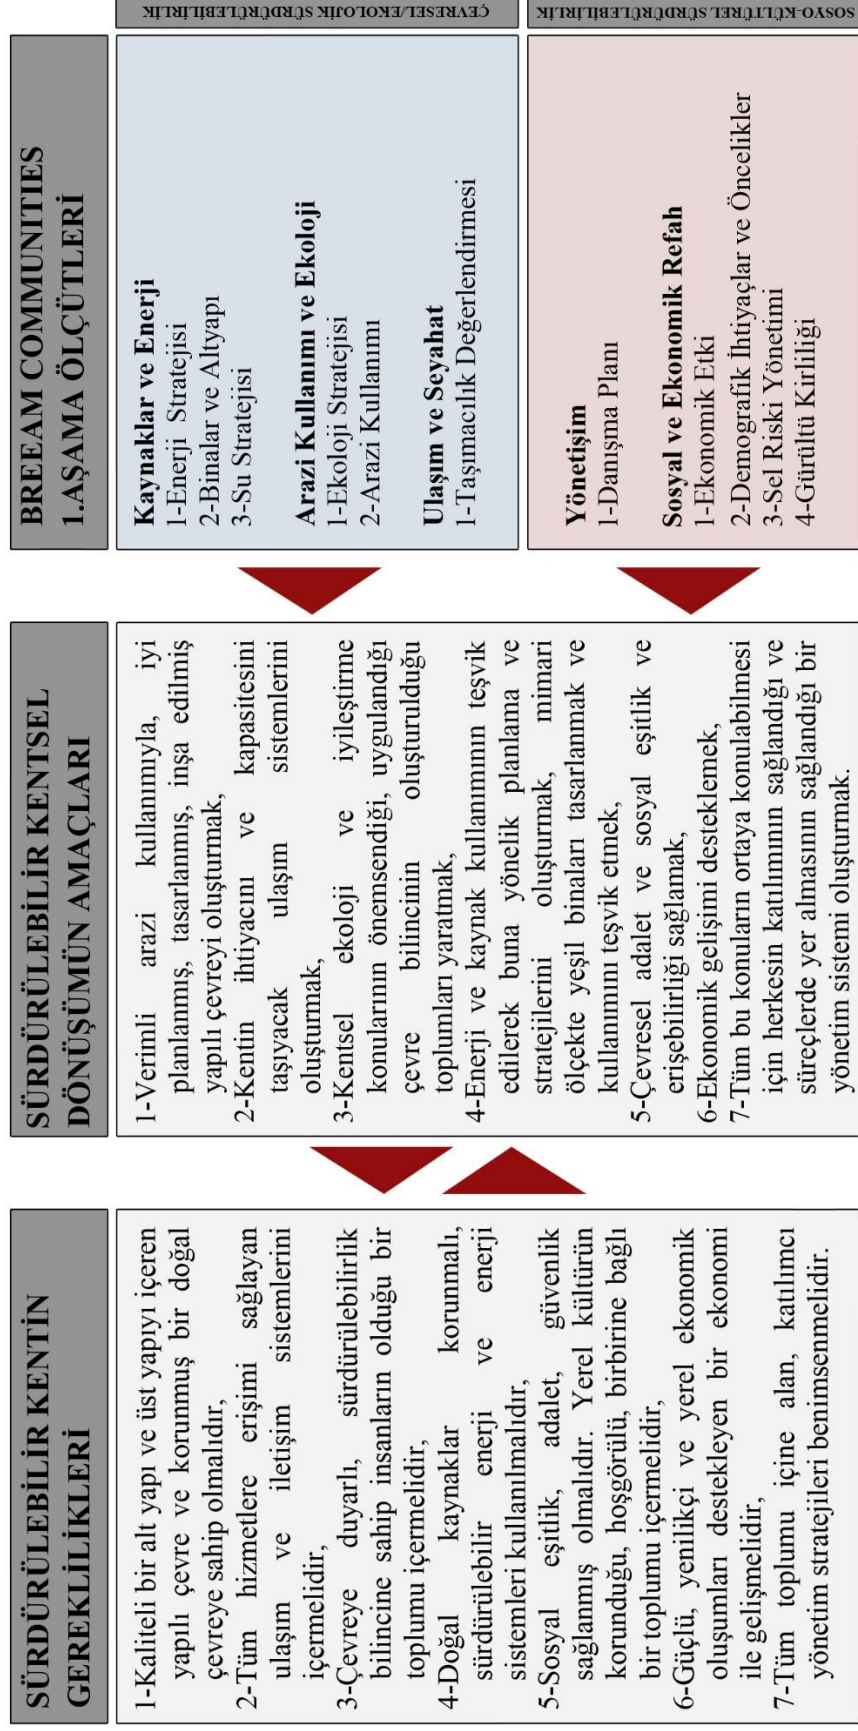 SÜRDÜRÜLEBİLİR KENTİN
GEREKLİLİKLERİ
1-Kaliteli bir alt yapı ve üst yapıyı içeren
yapılı çevre ve korunmuş bir doğal
çevreye sahip olmalıdır,
2-Tüm hizmetlere erişimi sağlayan
ulaşım ve iletişim sistemlerini
içermelidir,
3-Çevreye duyarlı, sürdürülebilirlik
bilincine sahip insanların olduğu bir
toplumu içermelidir,
4-Doğal kaynaklar korunmalı,
sürdürülebilir enerji ve enerji
sistemleri kullanılmalıdır,
5-Sosyal eşitlik, adalet, güvenlik
sağlanmış olmalıdır. Yerel kültürün
korunduğu, hoşgörülü, birbirine bağlı
bir toplumu içermelidir,
6-Güçlü, yenilikçi ve yerel ekonomik
oluşumları destekleyen bir ekonomi
ile gelişmelidir,
7-Tüm toplumu içine alan, katılımcı
yönetim stratejileri benimsenmelidir.
SÜRDÜRÜLEBİLİR KENTSEL
DÖNÜŞÜMÜN AMAÇLARI
1-Verimli arazi kullanımıyla, iyi
planlanmış, tasarlanmış, inşa edilmiş
yapılı çevreyi oluşturmak,
2-Kentin ihtiyacını ve kapasitesini
taşıyacak ulaşım sistemlerini
oluşturmak,
3-Kentsel ekoloji ve iyileştirme
konularının önemsendiği, uygulandığı
çevre bilincinin oluşturulduğu
toplumları yaratmak,
4-Enerji ve kaynak kullanımının teşvik
edilerek buna yönelik planlama ve
stratejilerini oluşturmak, mimari
ölçekte yeşil binaları tasarlanmak ve
kullanımını teşvik etmek,
5-Çevresel adalet ve sosyal eşitlik ve
erişebilirliği sağlamak,
6-Ekonomik gelişimi desteklemek,
7-Tüm bu konuların ortaya konulabilmesi
için herkesin katılımının sağlandığı ve
süreçlerde yer almasının sağlandığı bir
yönetim sistemi oluşturmak.
BREEAM COMMUNITIES
1.AŞAMA ÖLÇÜTLERİ
Kaynaklar ve Enerji
1-Enerji Stratejisi
2-Binalar ve Altyapı
3-Su Stratejisi
Arazi Kullanımı ve Ekoloji
1-Ekoloji Stratejisi
2-Arazi Kullanımı
Ulaşım ve Seyahat
1-Taşımacılık Değerlendirmesi
Yönetişim
1-Danışma Planı
Sosyal ve Ekonomik Refah
1-Ekonomik Etki
2-Demografik İhtiyaçlar ve Öncelikler
3-Sel Riski Yönetimi
4-Gürültü Kirliliği
ÇEVRESEL/EKOLOJİK SÜRDÜRÜLEBİLİRLİK
SOSYO-KÜLTÜREL SÜRDÜRÜLEBİLİRLİK